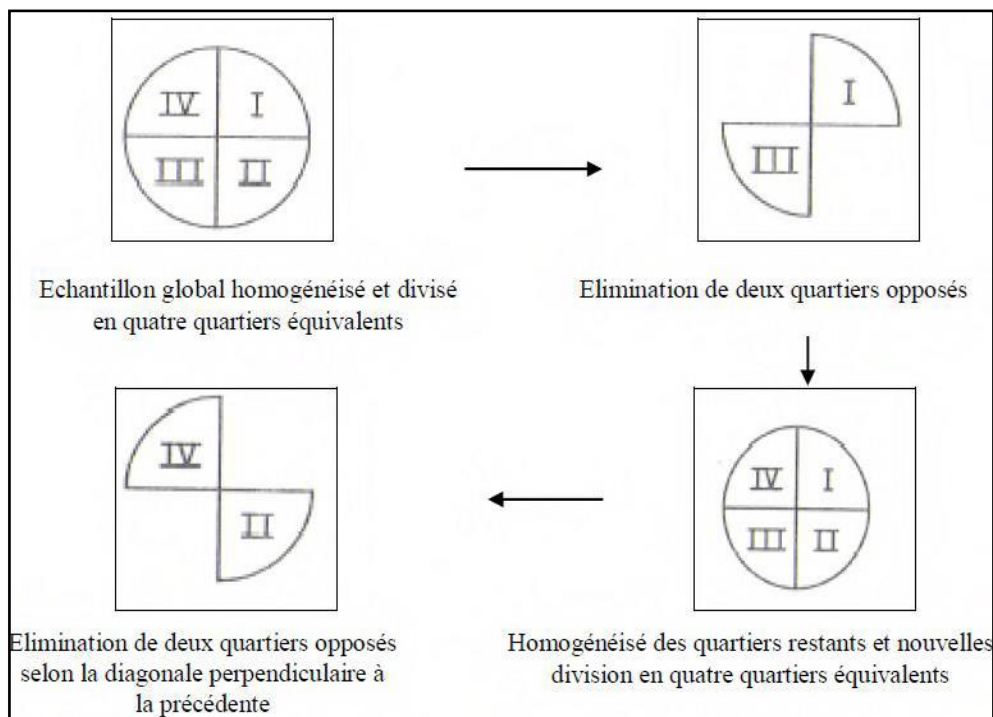 IV I
III II
I
III
Echantillon global homogénéisé et divisé
en quatre quartiers équivalents
Elimination de deux quartiers opposés
IV I
III II
Homogénéisé des quartiers restants et nouvelles
division en quatre quartiers équivalents
IV
II
Elimination de deux quartiers opposés
selon la diagonale perpendiculaire à
la précédente